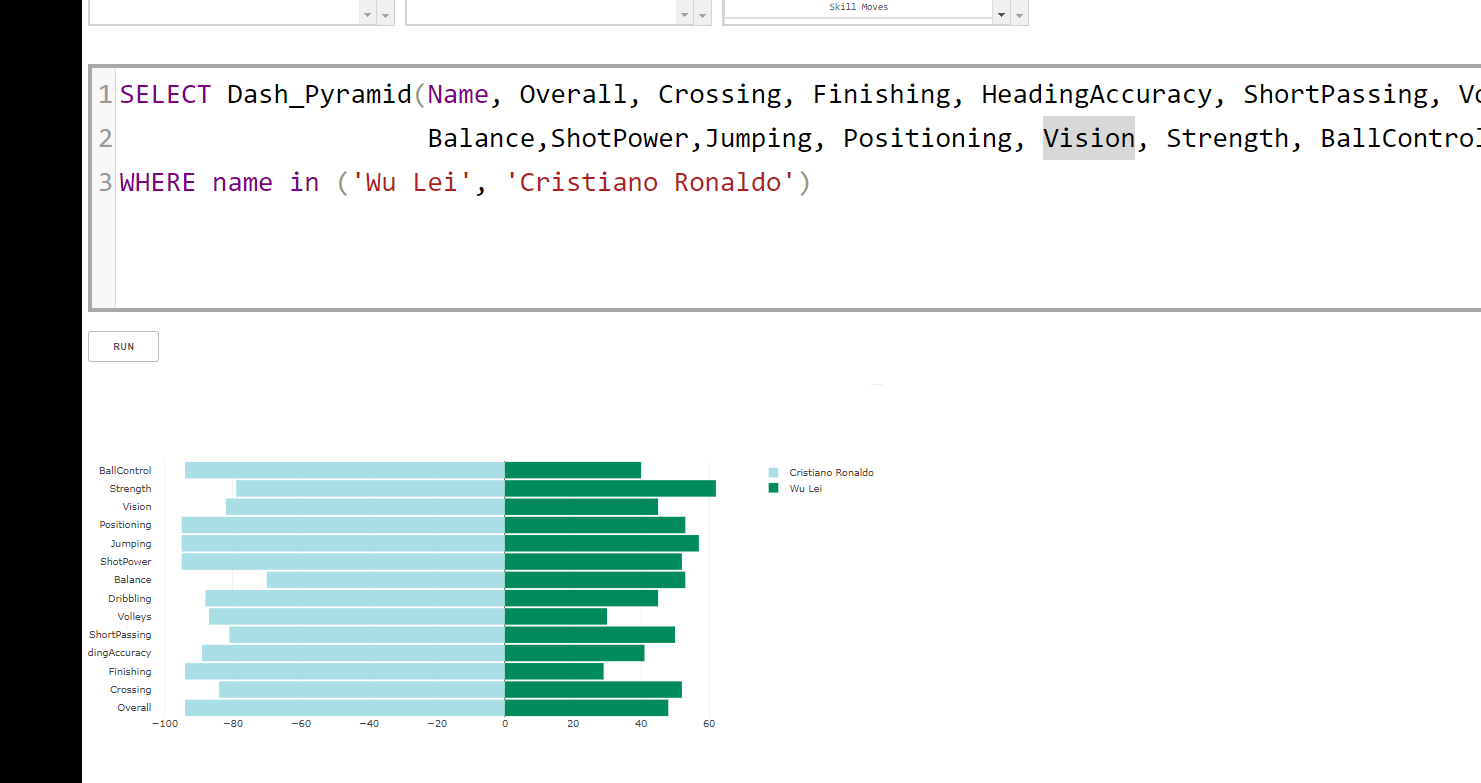 Skill Moves
1 SELECT Dash_Pyramid(Name, Overall, Crossing, Finishing, HeadingAccuracy, ShortPassing,
2 Balance,ShotPower,Jumping, Positioning, Vision, Strength, BallControl
3 WHERE name in ('Wu Lei', 'Cristiano Ronaldo')
RUN
BallControl
Strength
Vision
Positioning
Jumping
ShotPower
Balance
Dribbling
Volleys
ShortPassing
dingAccuracy
Finishing
Crossing
Overall
−100 −80 −60 −40 −20 0 20 40 60
Cristiano Ronaldo
Wu Lei